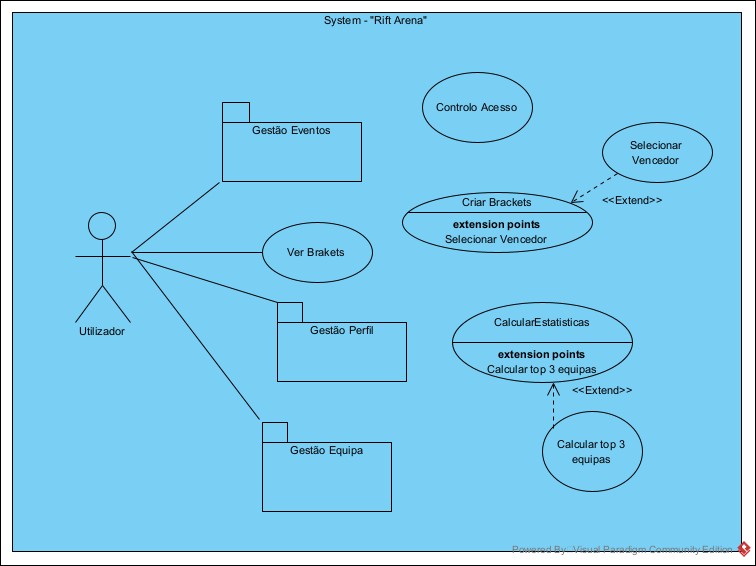 System - "Rift Arena"
Gestão Eventos
Controlo Acesso
Selecionar
Vencedor
<<Extend>>
Criar Brackets
extension points
Selecionar Vencedor
Ver Brakets
Utilizador
Gestão Perfil
CalcularEstatisticas
extension points
Calcular top 3 equipas
<<Extend>>
Gestão Equipa
Calcular top 3
equipas
Powered By: Visual Paradigm Community Edition